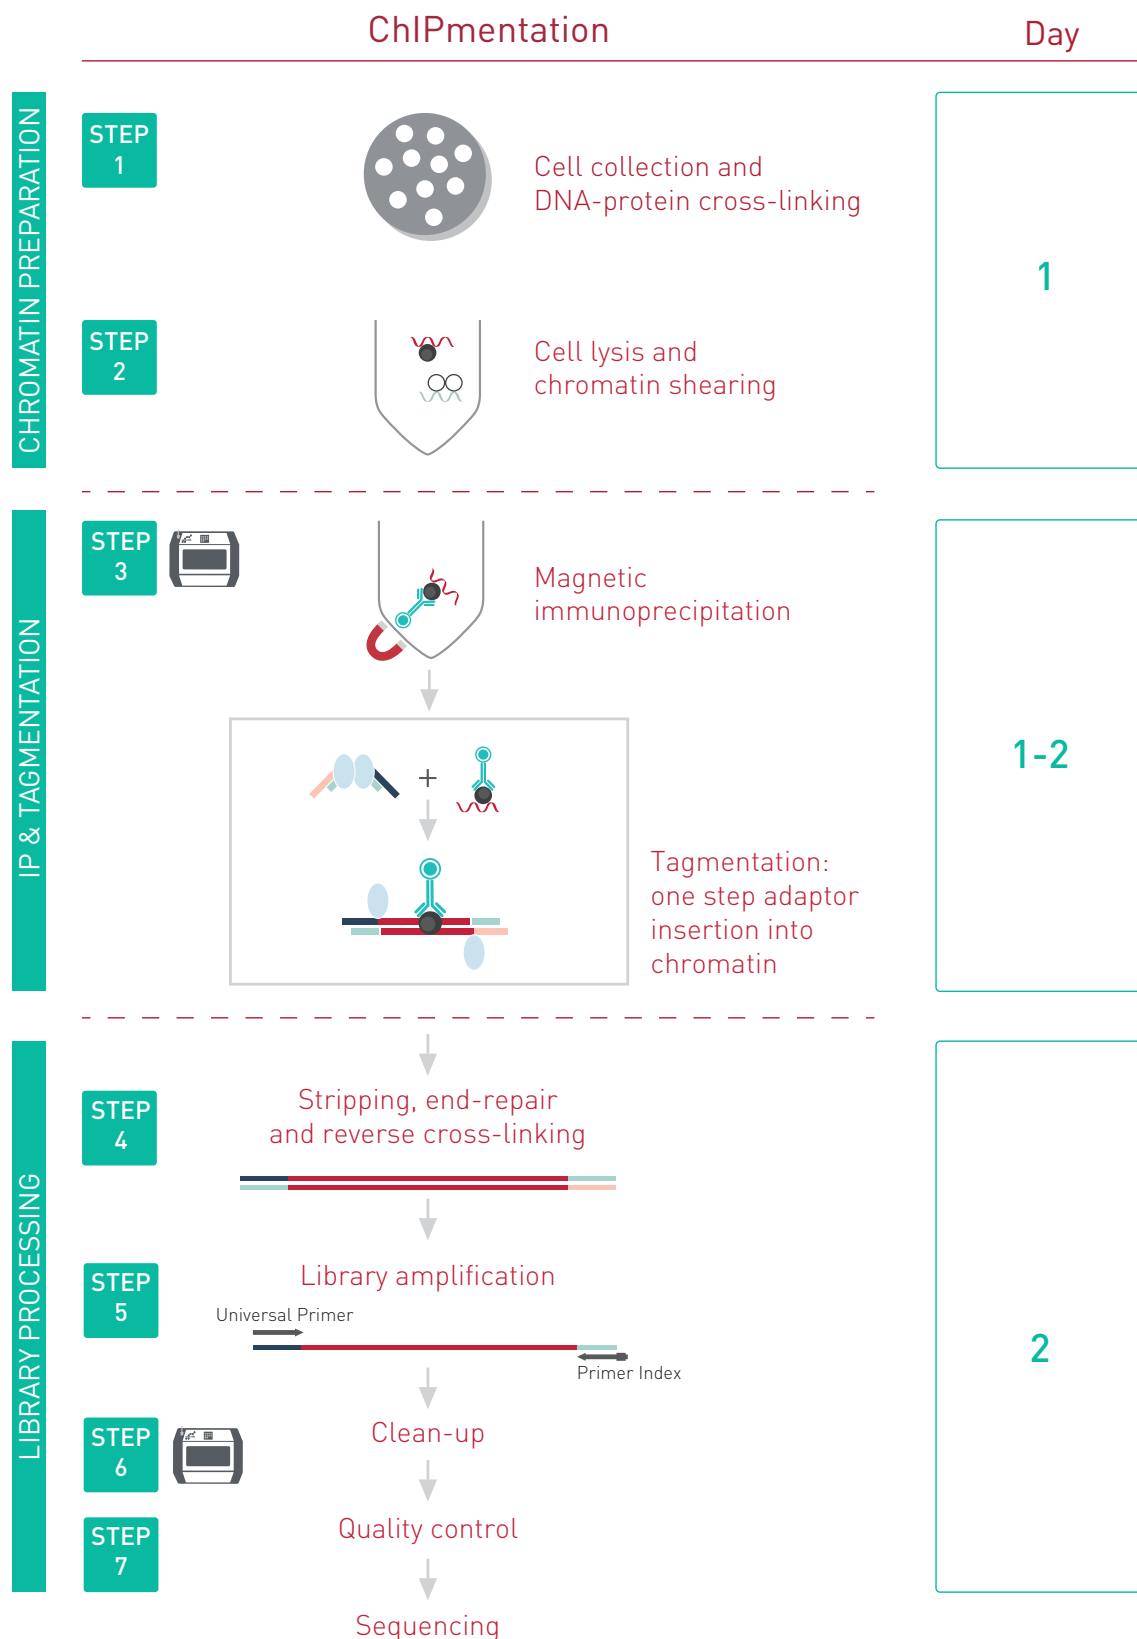 ChIPmentation
Day
CHROMATIN PREPARATION
STEP
1
Cell collection and
DNA-protein cross-linking
1
STEP
2
Cell lysis and
chromatin shearing
IP & TAGMENTATION
STEP
3
Magnetic
immunoprecipitation
1-2
+
Tagmentation:
one step adaptor
insertion into
chromatin
LIBRARY PROCESSING
STEP
4
Stripping, end-repair
and reverse cross-linking
STEP
5
Library amplification
Universal Primer
Primer Index
2
STEP
6
Clean-up
STEP
7
Quality control
Sequencing